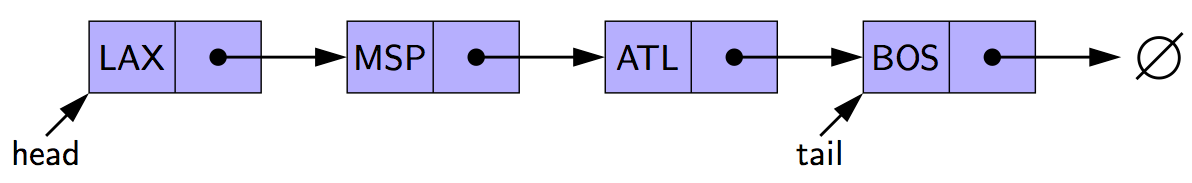 LAX MSP ATL BOS ∅
head tail